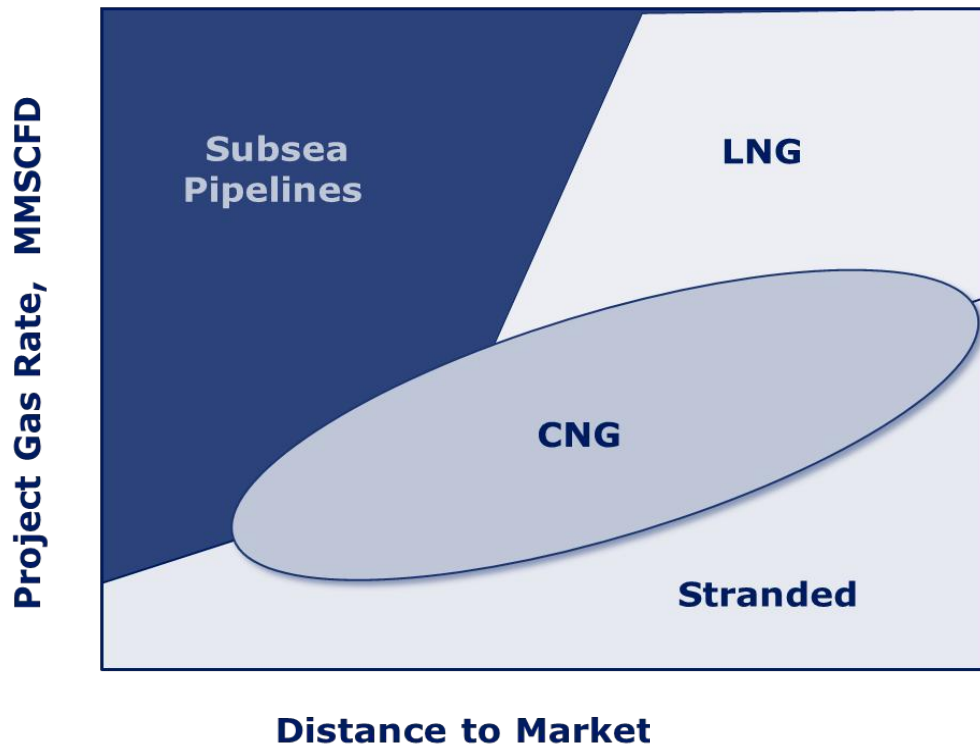 Project Gas Rate, MMSCFD
Subsea
Pipelines
LNG
CNG
Stranded
Distance to Market